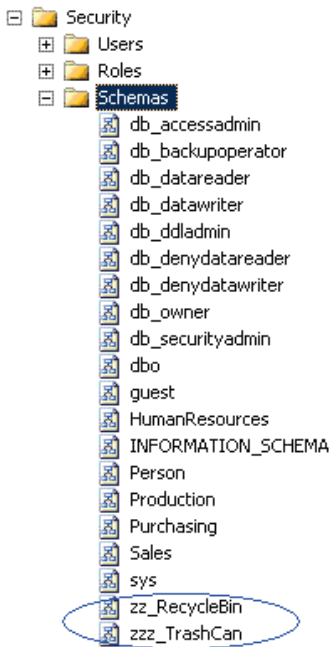 Security
Users
Roles
Schemas
db_accessadmin
db_backupoperator
db_datareader
db_datawriter
db_ddladmin
db_denydatareader
db_denydatawriter
db_owner
db_securityadmin
dbo
guest
HumanResources
INFORMATION_SCHEMA
Person
Production
Purchasing
Sales
sys
zz_RecycleBin
zzz_TrashCan